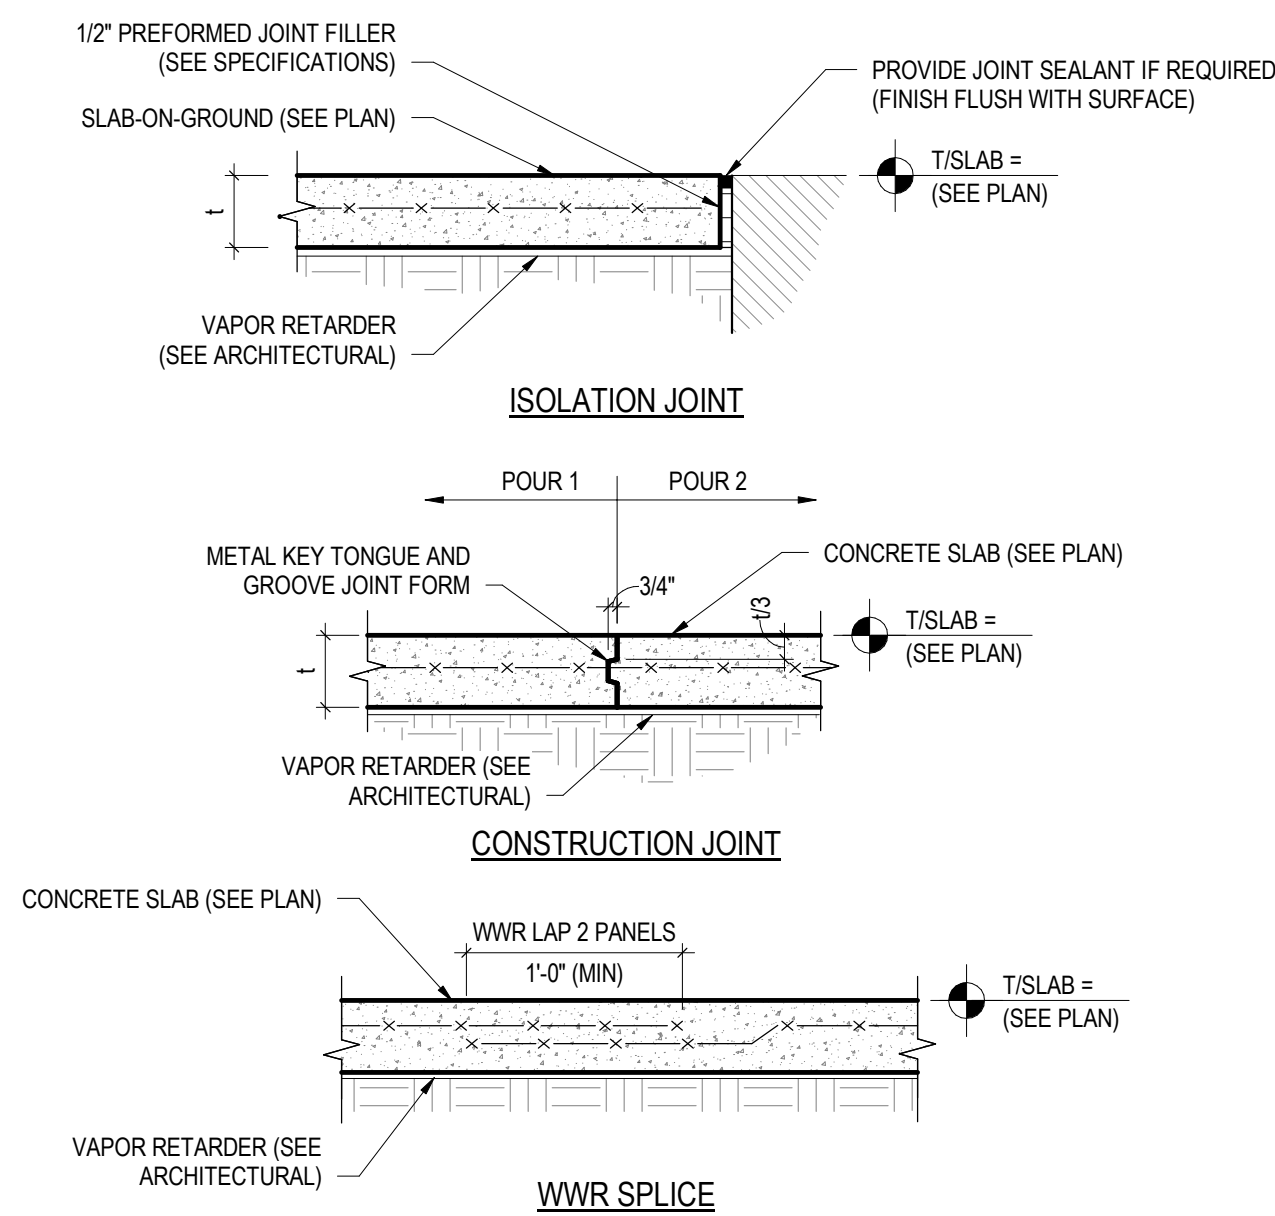 1/2" PREFORMED JOINT FILLER
(SEE SPECIFICATIONS)
PROVIDE JOINT SEALANT IF REQUIRED
(FINISH FLUSH WITH SURFACE)
SLAB-ON-GROUND (SEE PLAN)
T/SLAB =
(SEE PLAN)
t
VAPOR RETARDER
(SEE ARCHITECTURAL)
ISOLATION JOINT
POUR 1
POUR 2
METAL KEY TONGUE AND
GROOVE JOINT FORM
3/4"
CONCRETE SLAB (SEE PLAN)
t/3
T/SLAB =
(SEE PLAN)
t
VAPOR RETARDER (SEE
ARCHITECTURAL)
CONSTRUCTION JOINT
CONCRETE SLAB (SEE PLAN)
WWR LAP 2 PANELS
1'-0" (MIN)
T/SLAB =
(SEE PLAN)
VAPOR RETARDER (SEE
ARCHITECTURAL)
WWR SPLICE